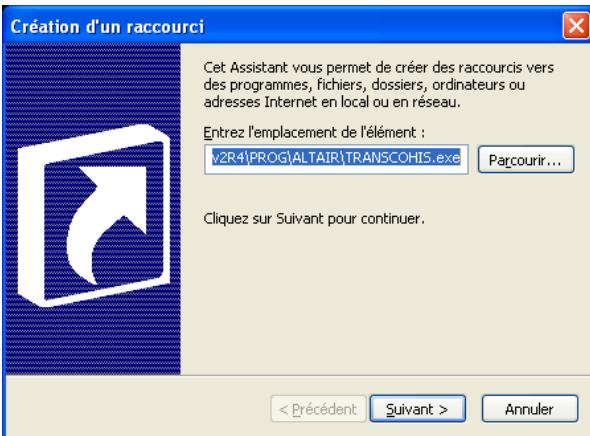 Création d'un raccourci
Cet Assistant vous permet de créer des raccourcis vers
des programmes, fichiers, dossiers, ordinateurs ou
adresses Internet en local ou en réseau.
Entrez l'emplacement de l'élément :
v2R4\PROG\ALTAIR\TRANSCOHIS.exe
Parcourir...
Cliquez sur Suivant pour continuer.
< Précédent
Suivant >
Annuler